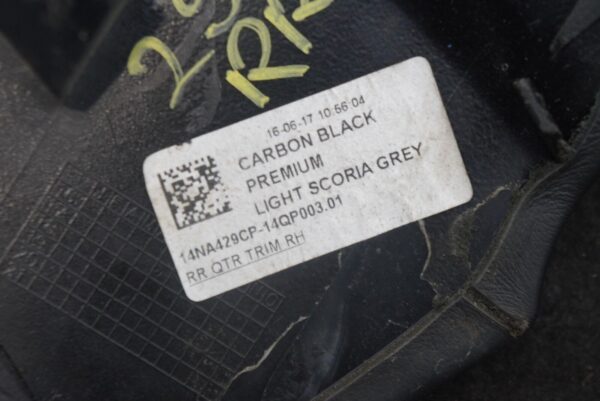 16-06-17 10:56:04
CARBON BLACK
PREMIUM
LIGHT SCORIA GREY
14NA429CP-14QP003.01
RR QTR TRIM RH